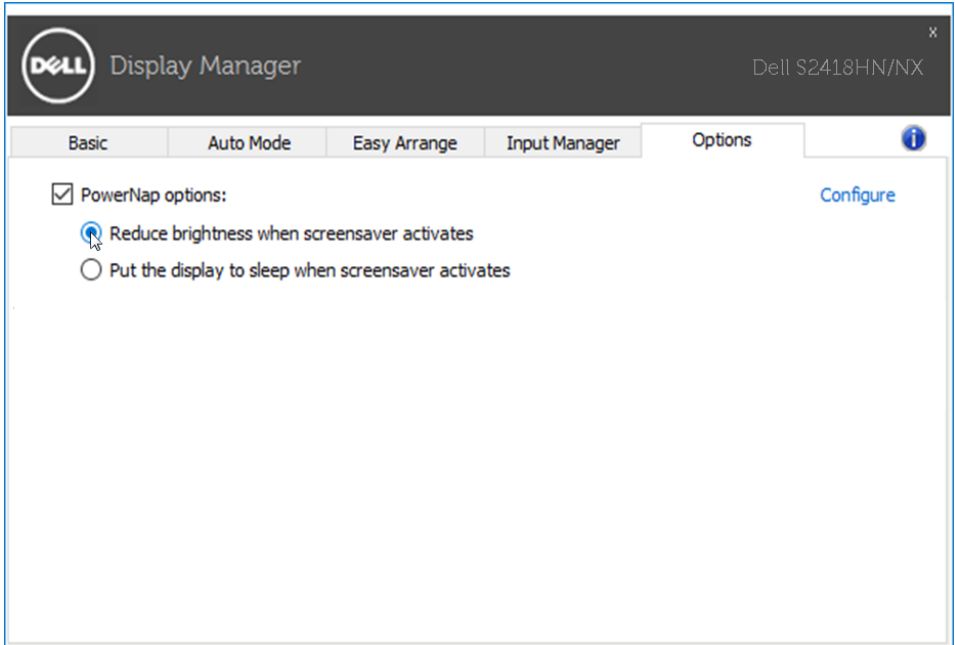 x
DELL Display Manager
Dell S2418HN/NX
Basic Auto Mode Easy Arrange Input Manager Options i
PowerNap options: Configure
Reduce brightness when screensaver activates
Put the display to sleep when screensaver activates